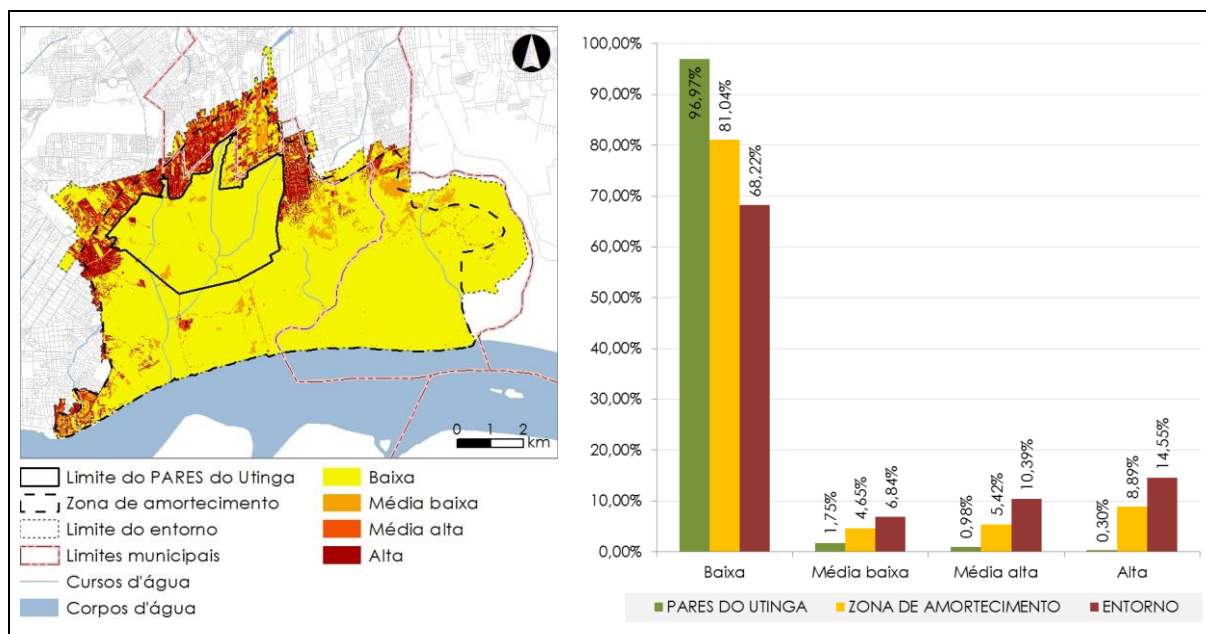 0 1 2
km
Limite do PARES do Utinga
Zona de amortecimento
Limite do entorno
Limites municipais
Cursos d'água
Corpos d'água
Baixa
Média baixa
Média alta
Alta
100,00%
90,00%
80,00%
70,00%
60,00%
50,00%
40,00%
30,00%
20,00%
10,00%
0,00%
96,97%
81,04%
68,22%
1,75%
4,65%
6,84%
0,98%
5,42%
10,39%
0,30%
8,89%
14,55%
Baixa
Média baixa
Média alta
Alta
PARES DO UTINGA
ZONA DE AMORTECIMENTO
ENTORNO